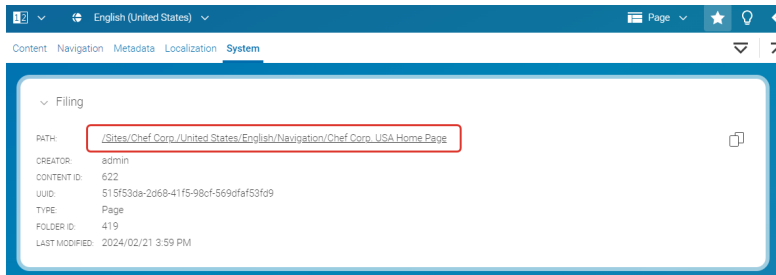 12 English (United States) Page
Content Navigation Metadata Localization System
Filing
PATH: /Sites/Chef Corp./United States/English/Navigation/Chef Corp. USA Home Page
CREATOR: admin
CONTENT ID: 622
UUID: 515f53da-2d68-41f5-98cf-569dfaf53fd9
TYPE: Page
FOLDER ID: 419
LAST MODIFIED: 2024/02/21 3:59 PM